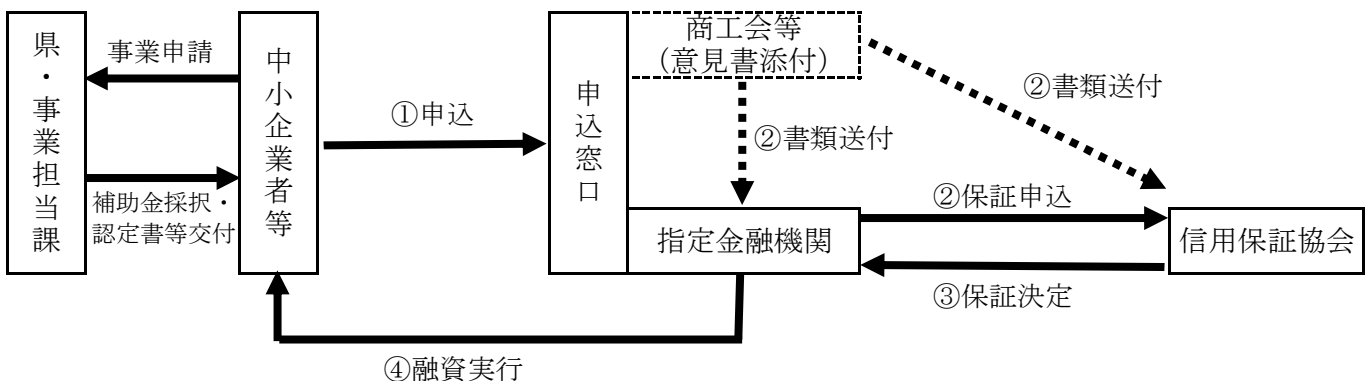 県・事業担当課
事業申請
補助金採択・
認定書等交付
中小企業者等
①申込
申込窓口
商工会等
(意見書添付)
②書類送付
②書類送付
指定金融機関
②保証申込
③保証決定
信用保証協会
④融資実行